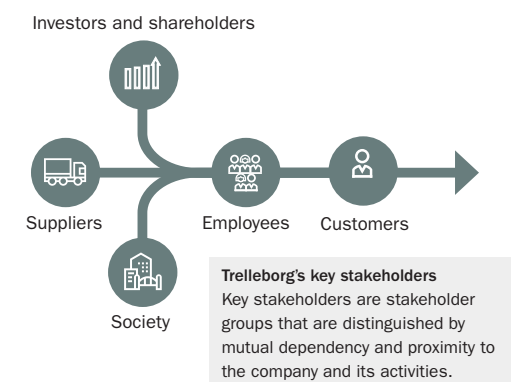 Investors and shareholders
Suppliers
Employees
Customers
Society
Trelleborg's key stakeholders
Key stakeholders are stakeholder
groups that are distinguished by
mutual dependency and proximity to
the company and its activities.